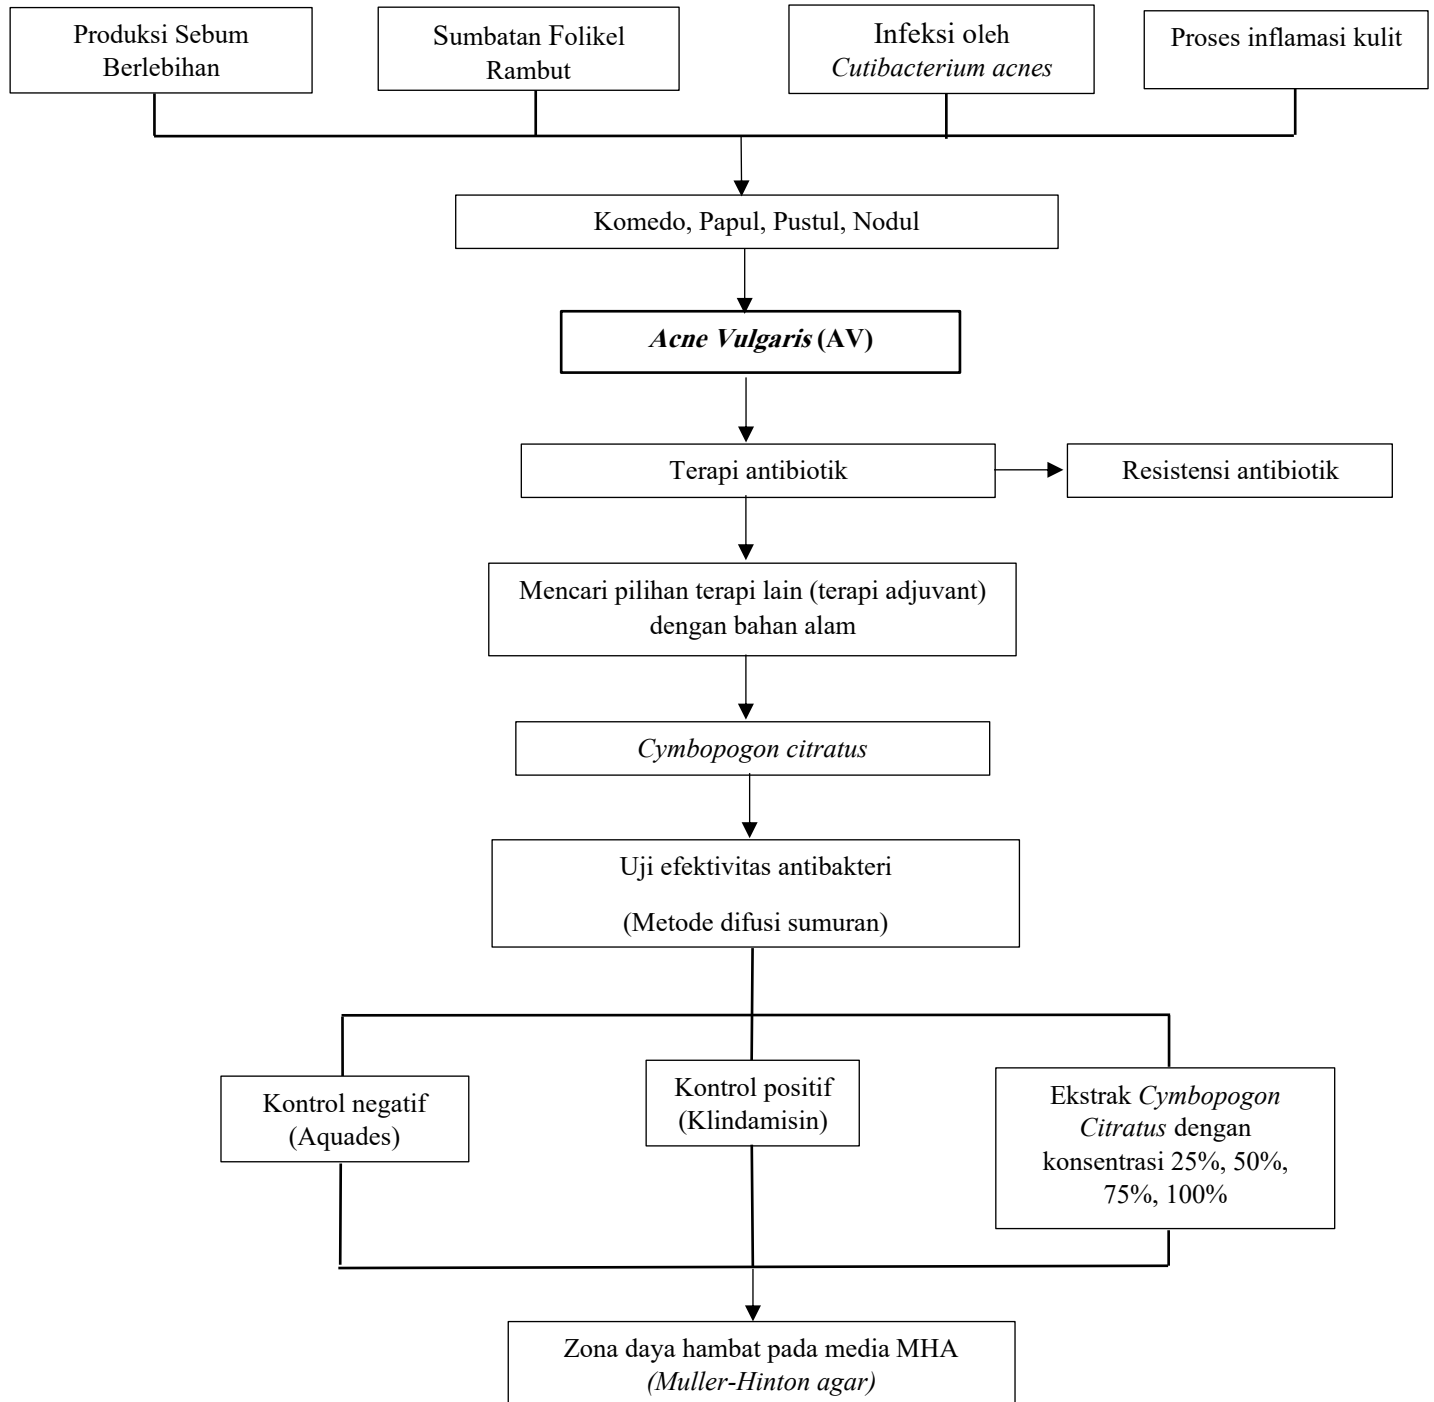 Produksi Sebum
Berlebihan
Sumbatan Folikel
Rambut
Infeksi oleh
Cutibacterium acnes
Proses inflamasi kulit
Komedo, Papul, Pustul, Nodul
Acne Vulgaris (AV)
Terapi antibiotik
Resistensi antibiotik
Mencari pilihan terapi lain (terapi adjuvant)
dengan bahan alam
Cymbopogon citratus
Uji efektivitas antibakteri
(Metode difusi sumuran)
Kontrol negatif
(Aquades)
Kontrol positif
(Klindamisin)
Ekstrak Cymbopogon
Citratus dengan
konsentrasi 25%, 50%,
75%, 100%
Zona daya hambat pada media MHA
(Muller-Hinton agar)